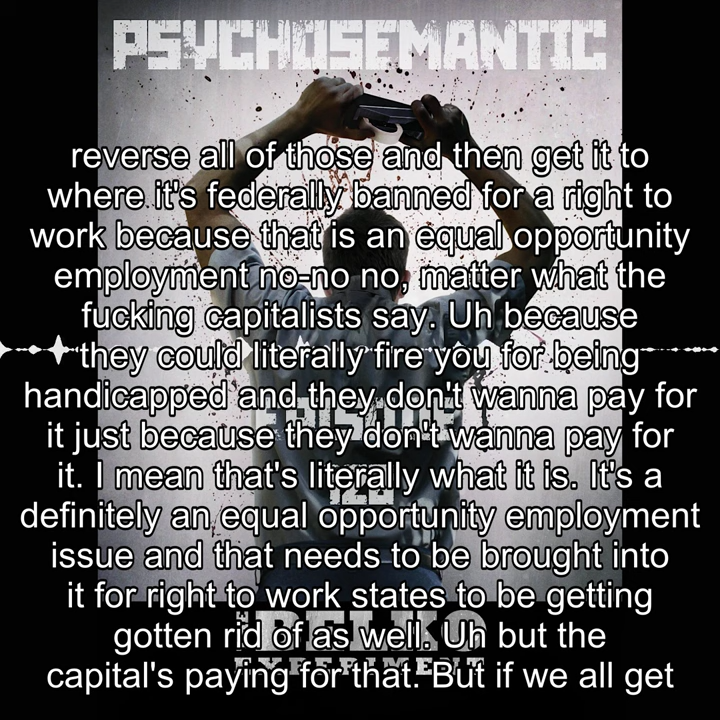 PSYCHOSEMANTIC
reverse all of those and then get it to
where it's federally banned for a right to
work because that is an equal opportunity
employment no-no no, matter what the
fucking capitalists say. Uh because
they could literally fire you for being
handicapped and they don't wanna pay for
EPISODE
it just because they don't wanna pay for
it. I mean that's literally what it is. It's a
definitely an equal opportunity employment
issue and that needs to be brought into
it for right to work states to be getting
THE BELKO
gotten rid of as well. Uh but the
EXPERIMENT
capital's paying for that. But if we all get